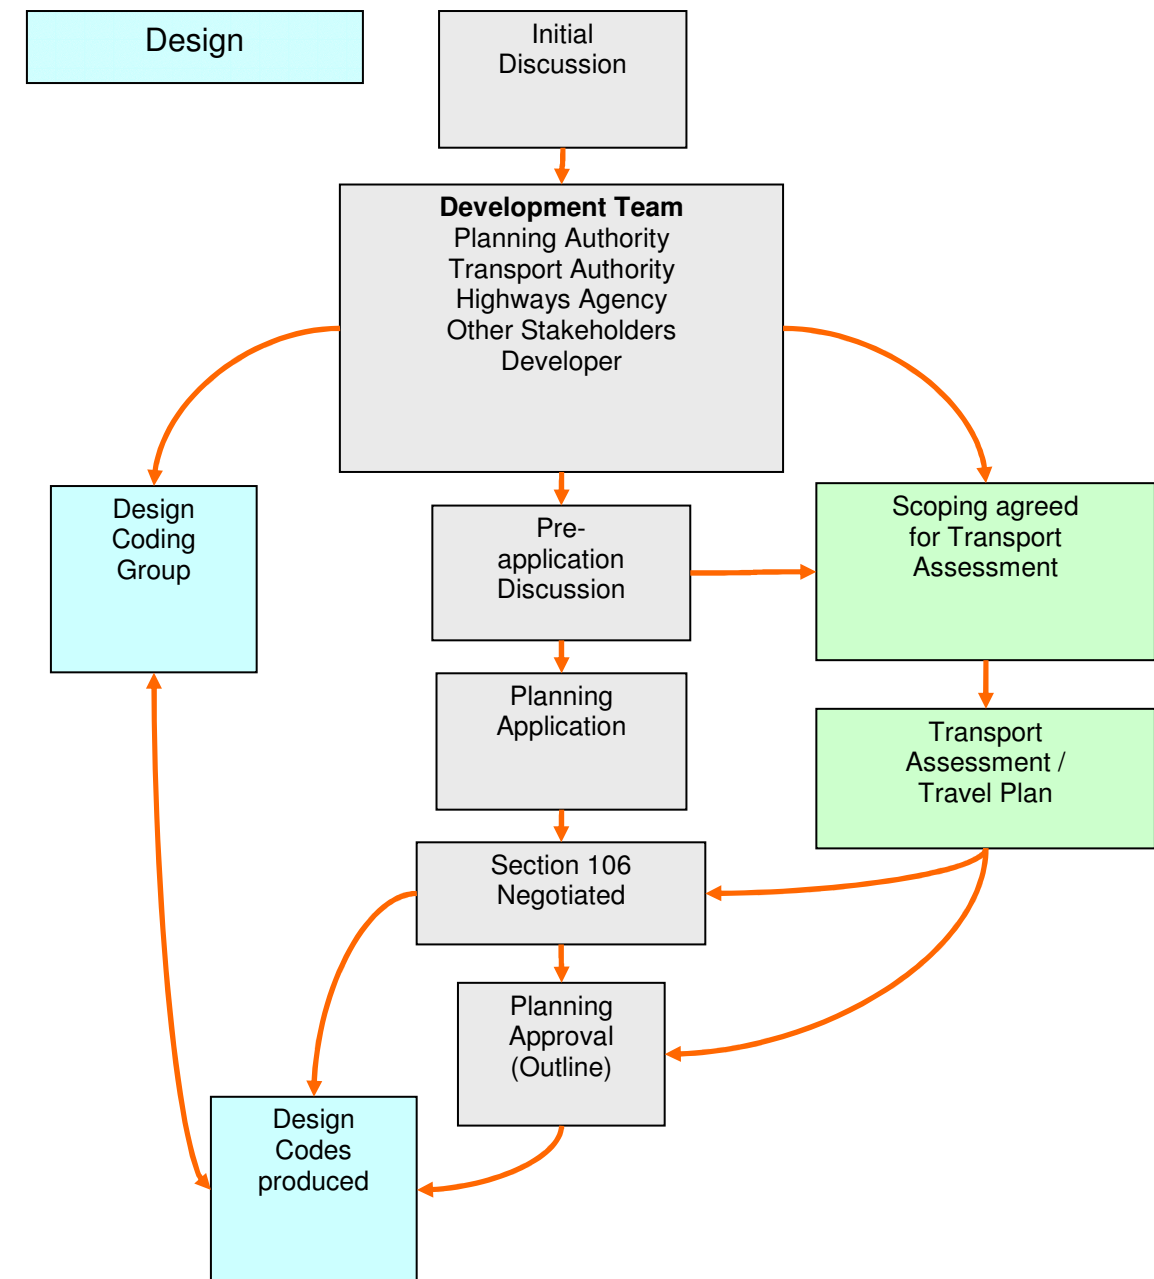 Design
Initial
Discussion
Development Team
Planning Authority
Transport Authority
Highways Agency
Other Stakeholders
Developer
Design
Coding
Group
Pre-
application
Discussion
Scoping agreed
for Transport
Assessment
Planning
Application
Transport
Assessment /
Travel Plan
Section 106
Negotiated
Planning
Approval
(Outline)
Design
Codes
produced